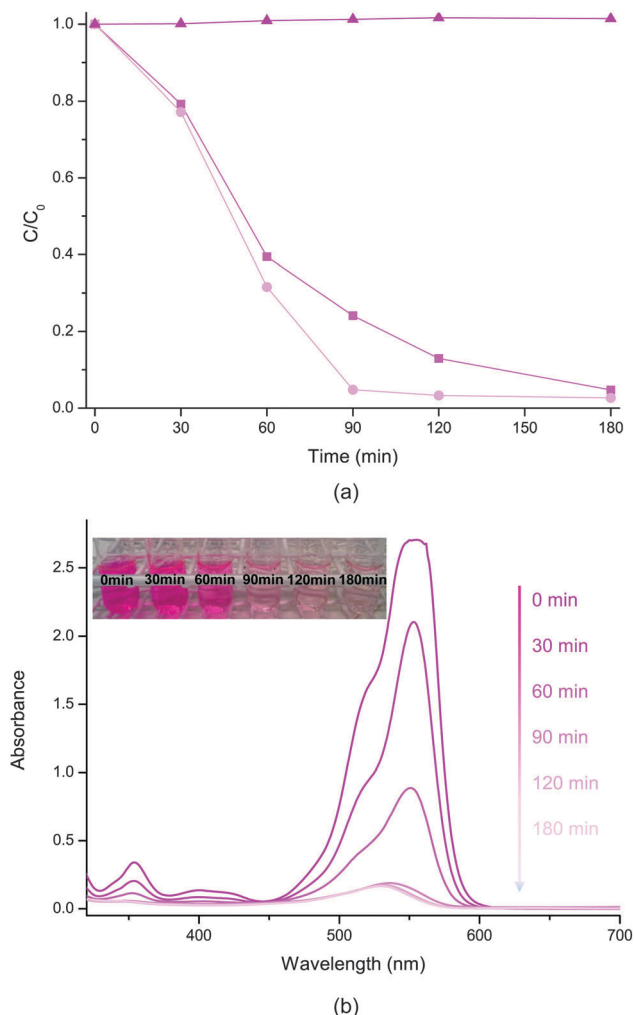 1.0
0.8
0.6
0.4
0.2
0.0
C/C0
0
30
60
90
120
150
180
Time (min)
(a)
2.5
2.0
1.5
1.0
0.5
0.0
Absorbance
0min 30min 60min 90min 120min 180min
0 min
30 min
60 min
90 min
120 min
180 min
400
500
600
700
Wavelength (nm)
(b)